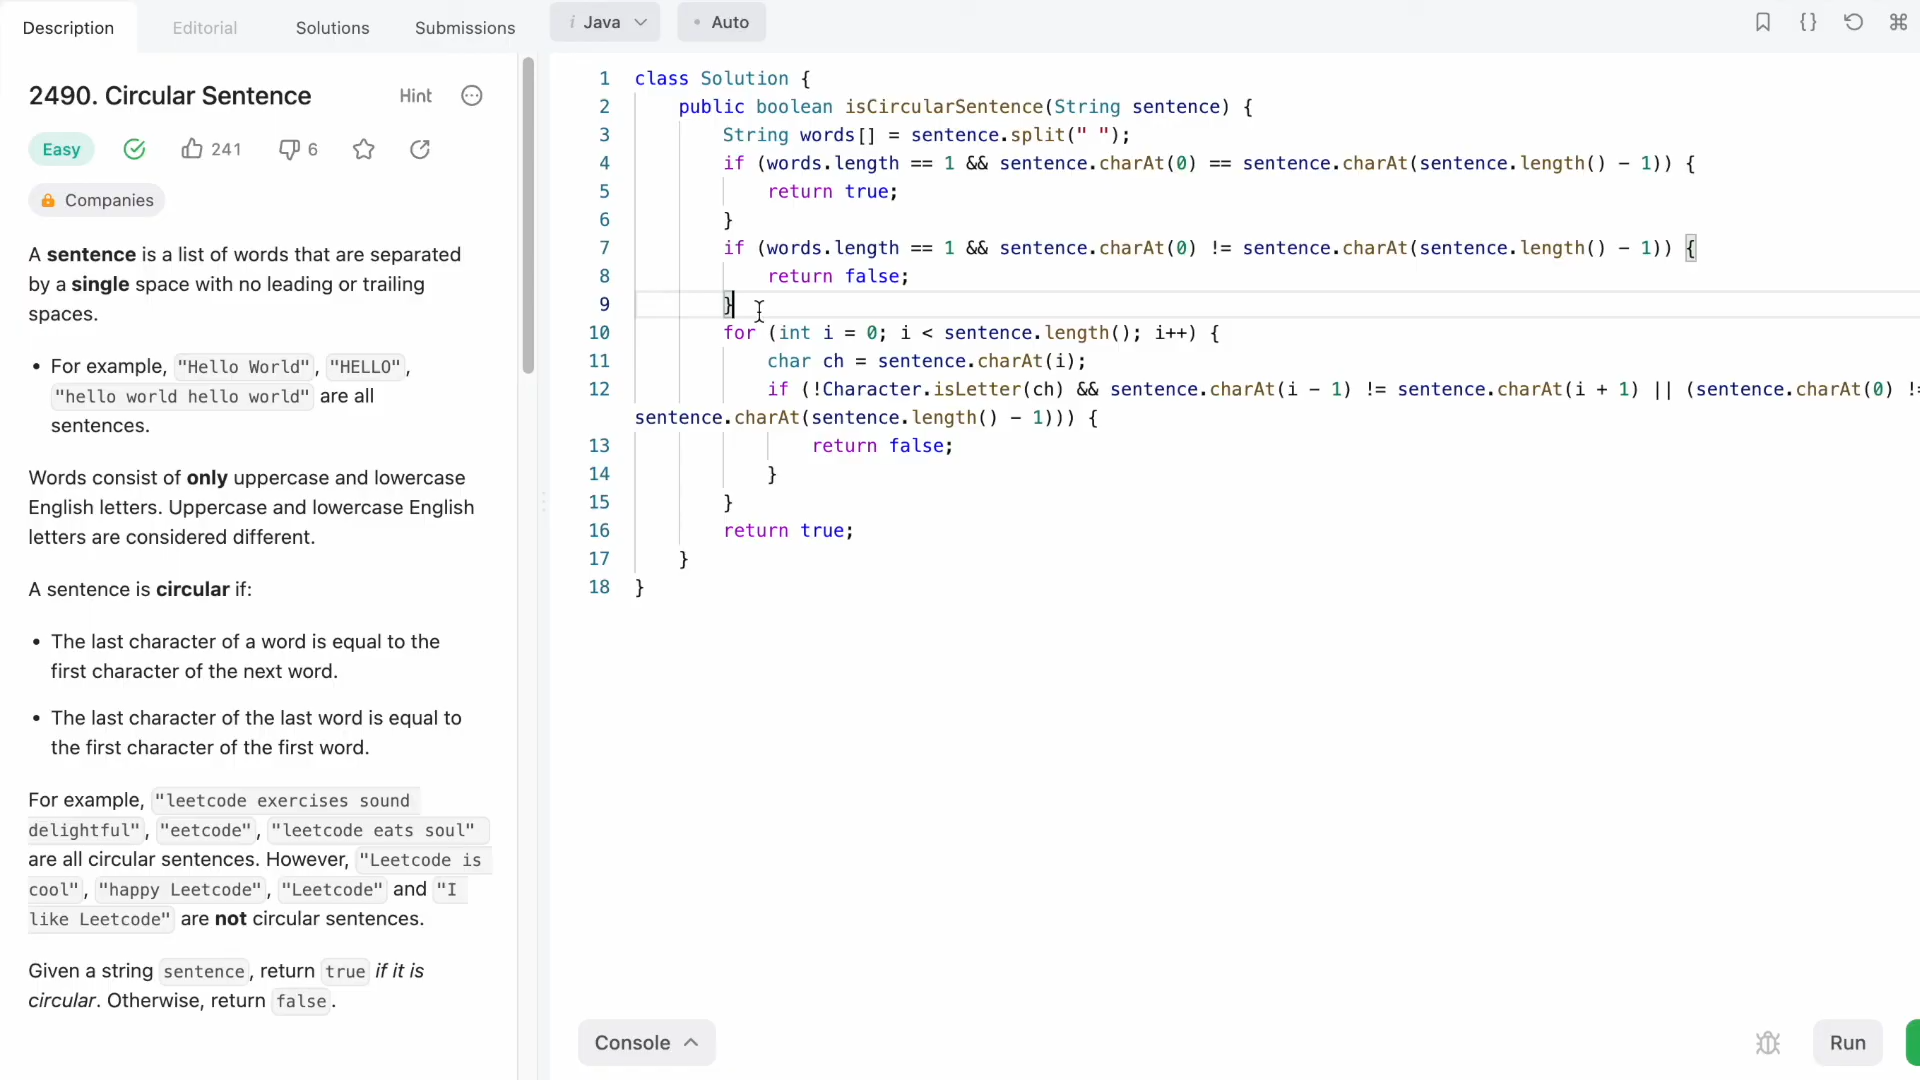 Description
Editorial
Solutions
Submissions
i Java
• Auto
2490. Circular Sentence
Hint
Easy
241
6
Companies
A sentence is a list of words that are separated
by a single space with no leading or trailing
spaces.
• For example, "Hello World", "HELLO",
"hello world hello world" are all
sentences.
Words consist of only uppercase and lowercase
English letters. Uppercase and lowercase English
letters are considered different.
A sentence is circular if:
• The last character of a word is equal to the
first character of the next word.
• The last character of the last word is equal to
the first character of the first word.
For example, "leetcode exercises sound
delightful", "eetcode", "leetcode eats soul"
are all circular sentences. However, "Leetcode is
cool", "happy Leetcode", "Leetcode" and "I
like Leetcode" are not circular sentences.
Given a string sentence, return true if it is
circular. Otherwise, return false.
1 class Solution {
2 public boolean isCircularSentence(String sentence) {
3 String words[] = sentence.split(" ");
4 if (words.length == 1 && sentence.charAt(0) == sentence.charAt(sentence.length() - 1)) {
5 return true;
6 }
7 if (words.length == 1 && sentence.charAt(0) != sentence.charAt(sentence.length() - 1)) {
8 return false;
9 }
10 for (int i = 0; i < sentence.length(); i++) {
11 char ch = sentence.charAt(i);
12 if (!Character.isLetter(ch) && sentence.charAt(i - 1) != sentence.charAt(i + 1) || (sentence.charAt(0) !=
sentence.charAt(sentence.length() - 1))) {
13 return false;
14 }
15 }
16 return true;
17 }
18 }
Console
Run